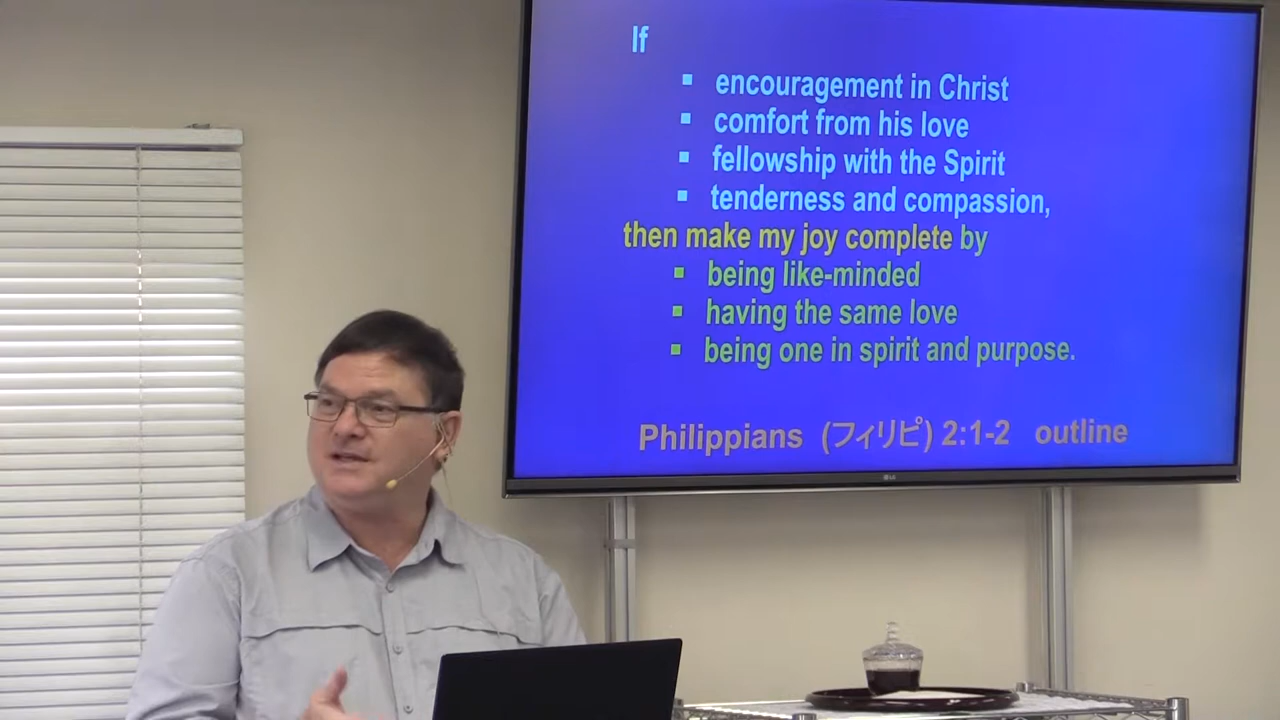 If
▪ encouragement in Christ
▪ comfort from his love
▪ fellowship with the Spirit
▪ tenderness and compassion,
then make my joy complete by
▪ being like-minded
▪ having the same love
▪ being one in spirit and purpose.
Philippians (フィリピ) 2:1-2 outline
LG